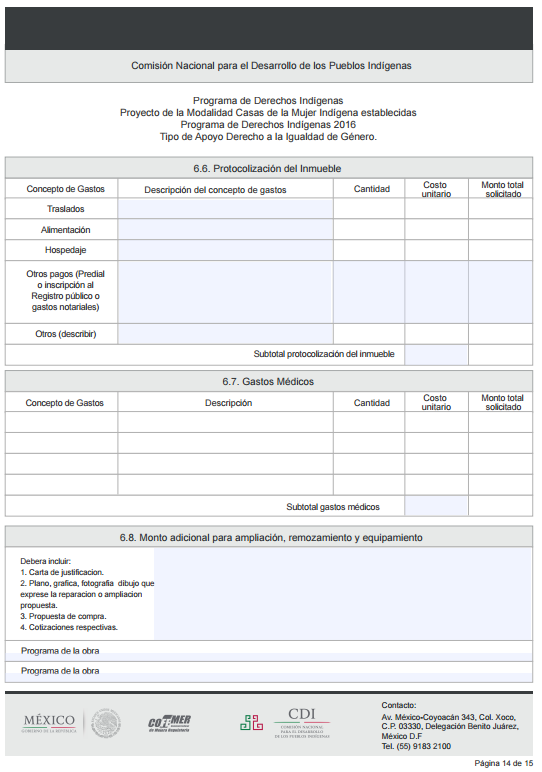 Comisión Nacional para el Desarrollo de los Pueblos Indígenas
Programa de Derechos Indígenas
Proyecto de la Modalidad Casas de la Mujer Indígena establecidas
Programa de Derechos Indígenas 2016
Tipo de Apoyo Derecho a la Igualdad de Género.
6.6. Protocolización del Inmueble
Concepto de Gastos Descripción del concepto de gastos Cantidad Costo unitario Monto total solicitado
Traslados
Alimentación
Hospedaje
Otros pagos (Predial
o inscripción al
Registro público o
gastos notariales)
Otros (describir)
Subtotal protocolización del inmueble
6.7. Gastos Médicos
Concepto de Gastos Descripción Cantidad Costo unitario Monto total solicitado
Subtotal gastos médicos
6.8. Monto adicional para ampliación, remozamiento y equipamiento
Debera incluir:
1. Carta de justificacion.
2. Plano, grafica, fotografia dibujo que
exprese la reparacion o ampliacion
propuesta.
3. Propuesta de compra.
4. Cotizaciones respectivas.
Programa de la obra
Programa de la obra
MÉXICO
GOBIERNO DE LA REPÚBLICA
COFEMER
de Mejora Regulatoria
CDI
COMISIÓN NACIONAL
PARA EL DESARROLLO
DE LOS PUEBLOS INDÍGENAS
Contacto:
Av. México-Coyoacán 343, Col. Xoco,
C.P. 03330, Delegación Benito Juárez,
México D.F
Tel. (55) 9183 2100
Página 14 de 15